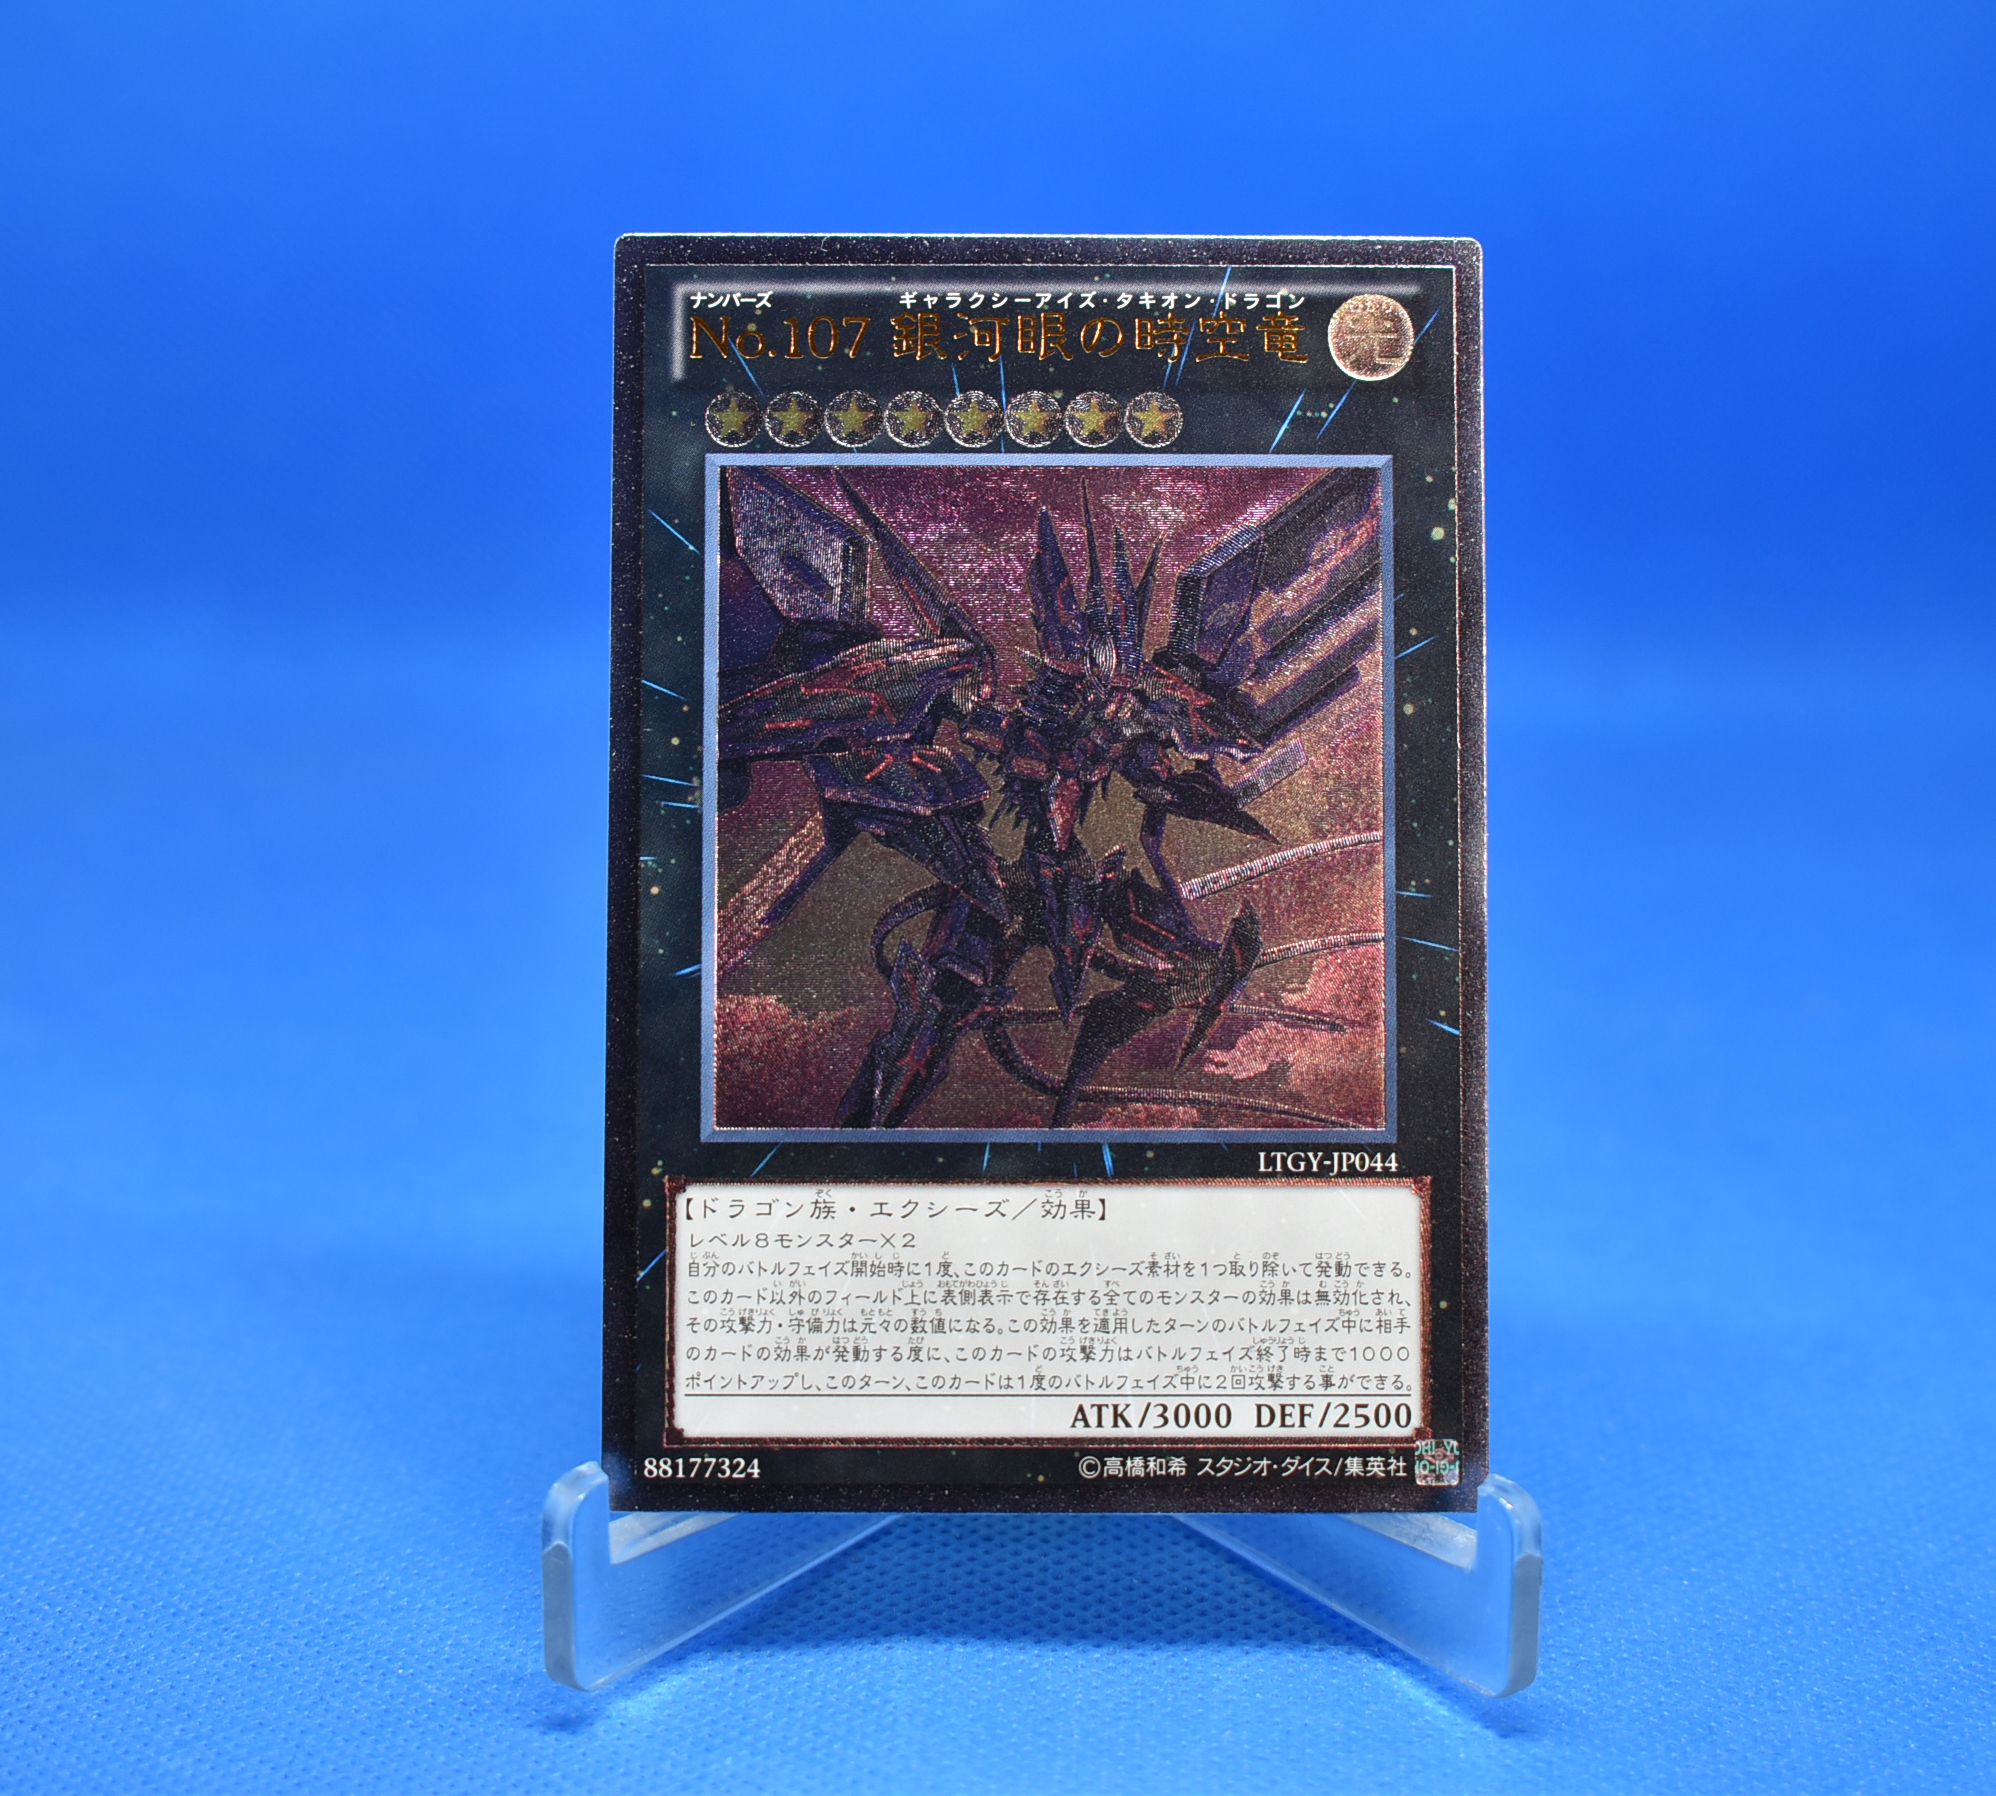 ナンバーズ ギャラクシーアイズ・タキオン・ドラゴン
No.107 銀河眼の時空竜
光
LTGY-JP044
【ドラゴン族・エクシーズ／効果】
レベル８モンスター×２
自分のバトルフェイズ開始時に１度、このカードのエクシーズ素材を１つ取り除いて発動できる。
このカード以外のフィールド上に表側表示で存在する全てのモンスターの効果は無効化され、
その攻撃力・守備力は元々の数値になる。この効果を適用したターンのバトルフェイズ中に相手
のカードの効果が発動する度に、このカードの攻撃力はバトルフェイズ終了時まで１０００
ポイントアップし、このターン、このカードは１度のバトルフェイズ中に２回攻撃する事ができる。
ATK/3000 DEF/2500
88177324 ©高橋和希 スタジオ・ダイス/集英社